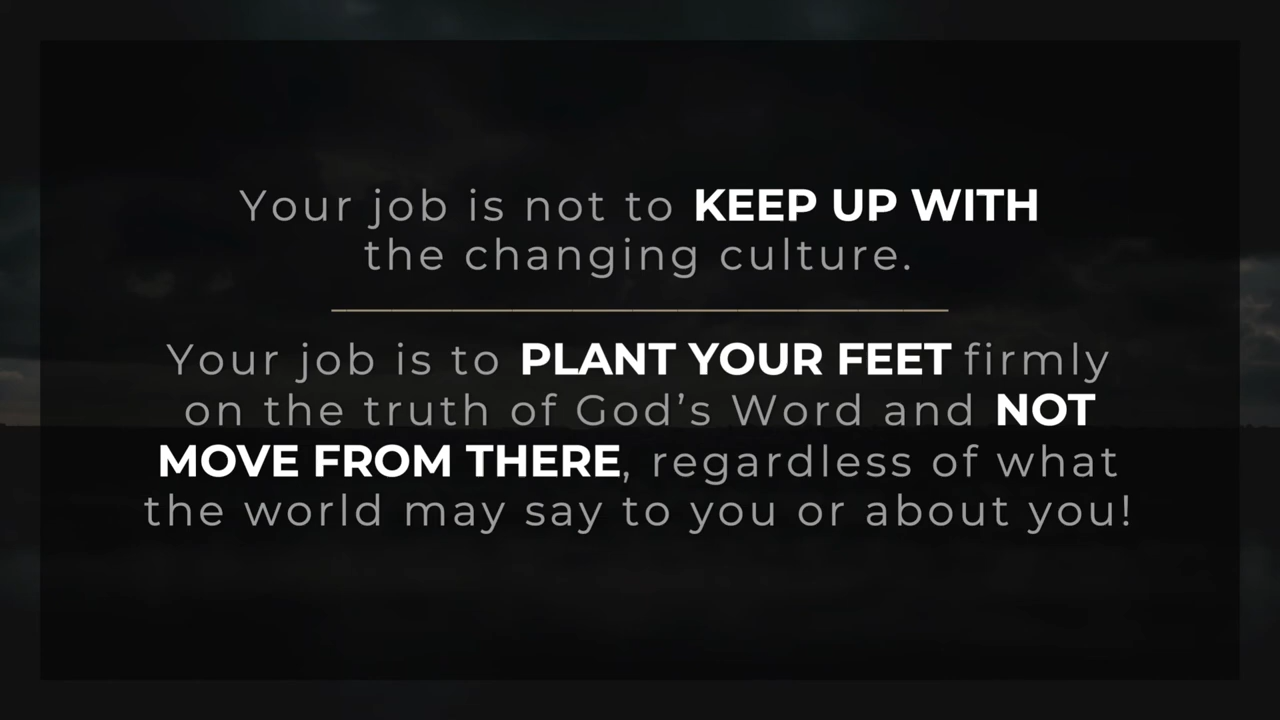 Your job is not to KEEP UP WITH
the changing culture.
Your job is to PLANT YOUR FEET firmly
on the truth of God’s Word and NOT
MOVE FROM THERE, regardless of what
the world may say to you or about you!